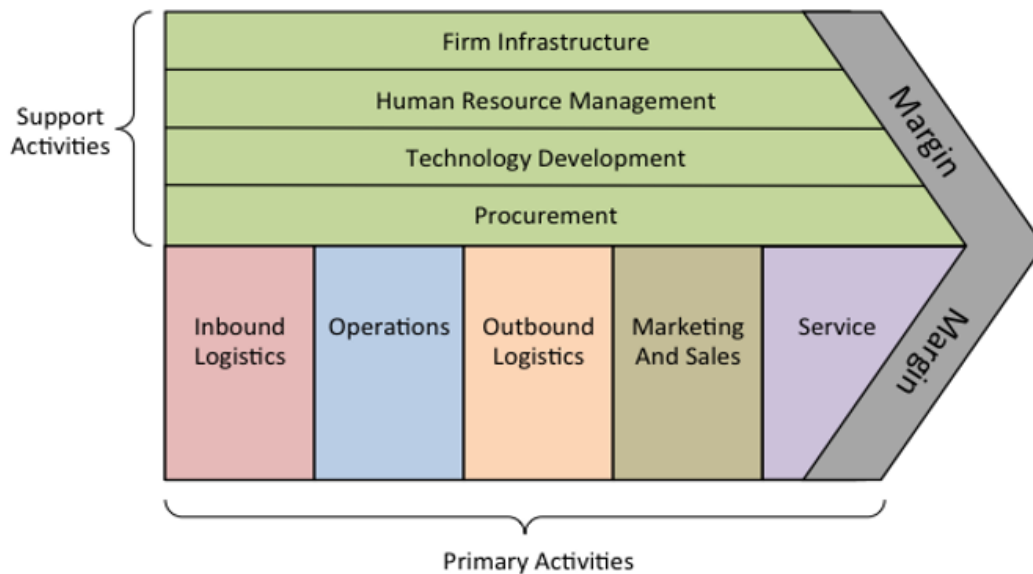 Firm Infrastructure
Human Resource Management
Support
Activities
Technology Development
Procurement
Margin
Inbound
Logistics
Operations
Outbound
Logistics
Marketing
And Sales
Service
Margin
Primary Activities